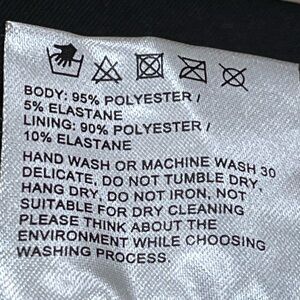 BODY: 95% POLYESTER /
5% ELASTANE
LINING: 90% POLYESTER /
10% ELASTANE
HAND WASH OR MACHINE WASH 30
DELICATE, DO NOT TUMBLE DRY,
HANG DRY, DO NOT IRON, NOT
SUITABLE FOR DRY CLEANING
PLEASE THINK ABOUT THE
ENVIRONMENT WHILE CHOOSING
WASHING PROCESS.